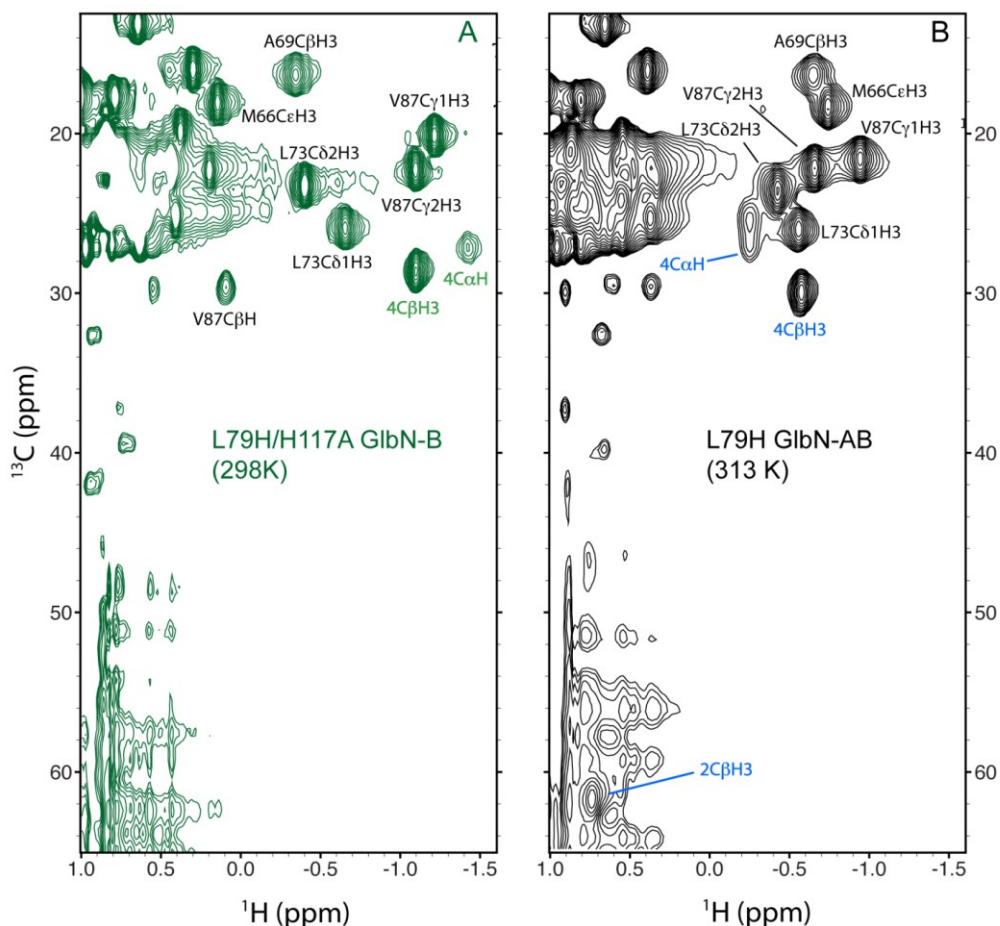 A
A69CβH3
M66CεH3
V87Cγ1H3
L73Cδ2H3
V87Cγ2H3
L73Cδ1H3
4CαH
V87CβH
4CβH3
L79H/H117A GlbN-B
(298K)
20
30
40
50
60
¹³C (ppm)
1.0
0.5
0.0
-0.5
-1.0
-1.5
¹H (ppm)
B
A69CβH3
V87Cγ2H3
M66CεH3
L73Cδ2H3
V87Cγ1H3
L73Cδ1H3
4CαH
4CβH3
L79H GlbN-AB
(313 K)
2CβH3
20
30
40
50
60
1.0
0.5
0.0
-0.5
-1.0
-1.5
¹H (ppm)